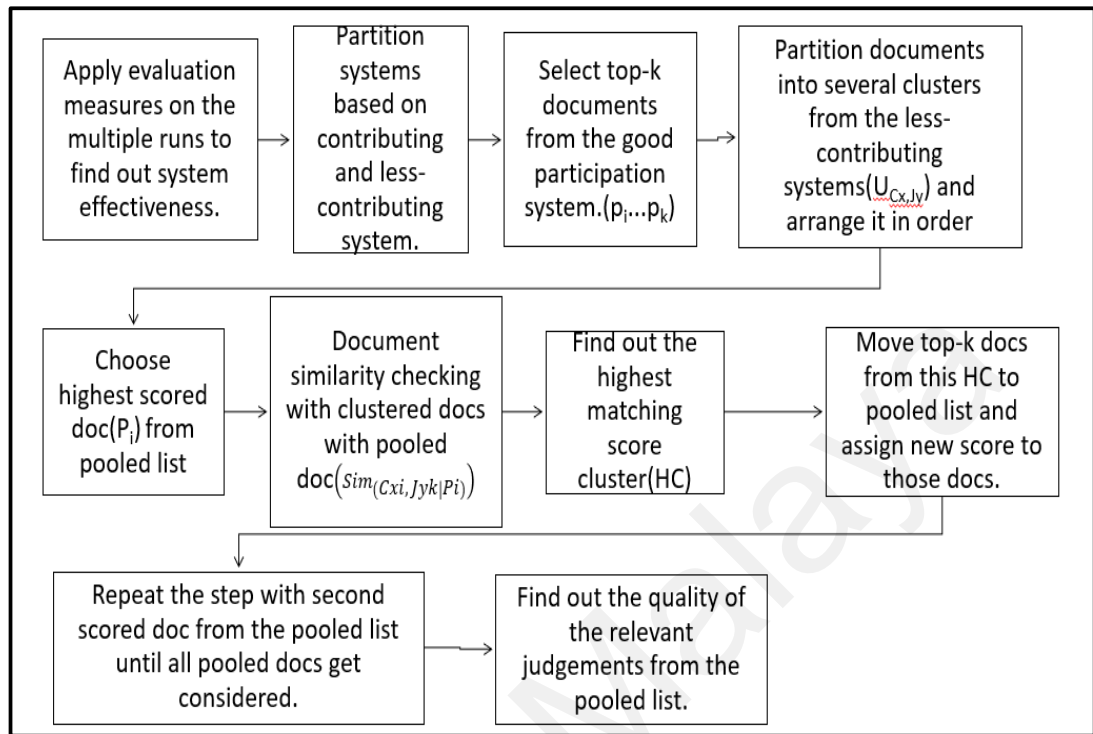 Apply evaluation
measures on the
multiple runs to
find out system
effectiveness.
Partition
systems
based on
contributing
and less-
contributing
system.
Select top-k
documents
from the good
participation
system.(pᵢ...pₖ)
Partition documents
into several clusters
from the less-
contributing
systems(U_Cx,Jy) and
arrange it in order
Choose
highest scored
doc(Pᵢ) from
pooled list
Document
similarity checking
with clustered docs
with pooled
doc(Sim₍Cxi,Jyk|Pi₎)
Find out the
highest
matching
score
cluster(HC)
Move top-k docs
from this HC to
pooled list and
assign new score to
those docs.
Repeat the step with second
scored doc from the pooled list
until all pooled docs get
considered.
Find out the quality of
the relevant
judgements from the
pooled list.
Malaya